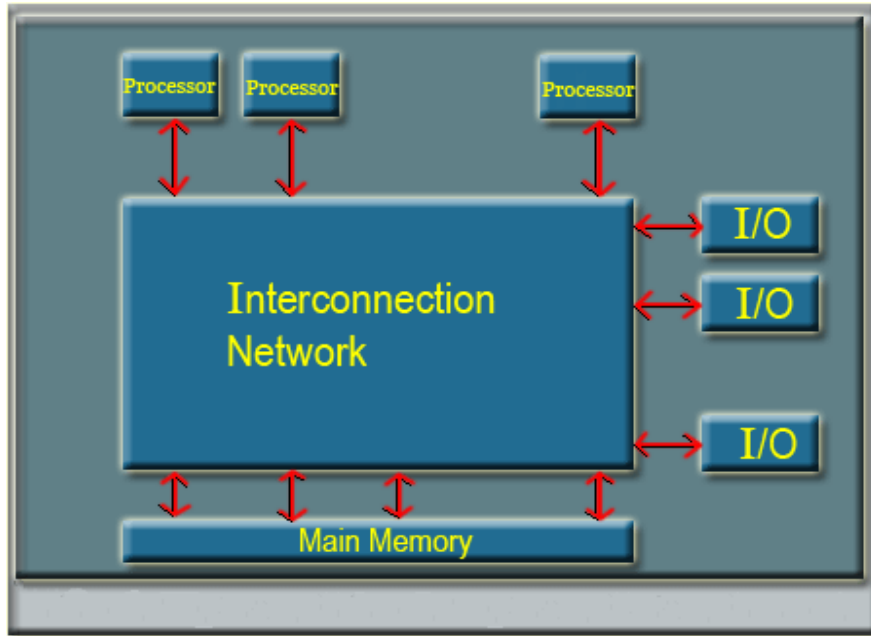 Processor
Processor
Processor
I/O
I/O
I/O
Interconnection
Network
Main Memory